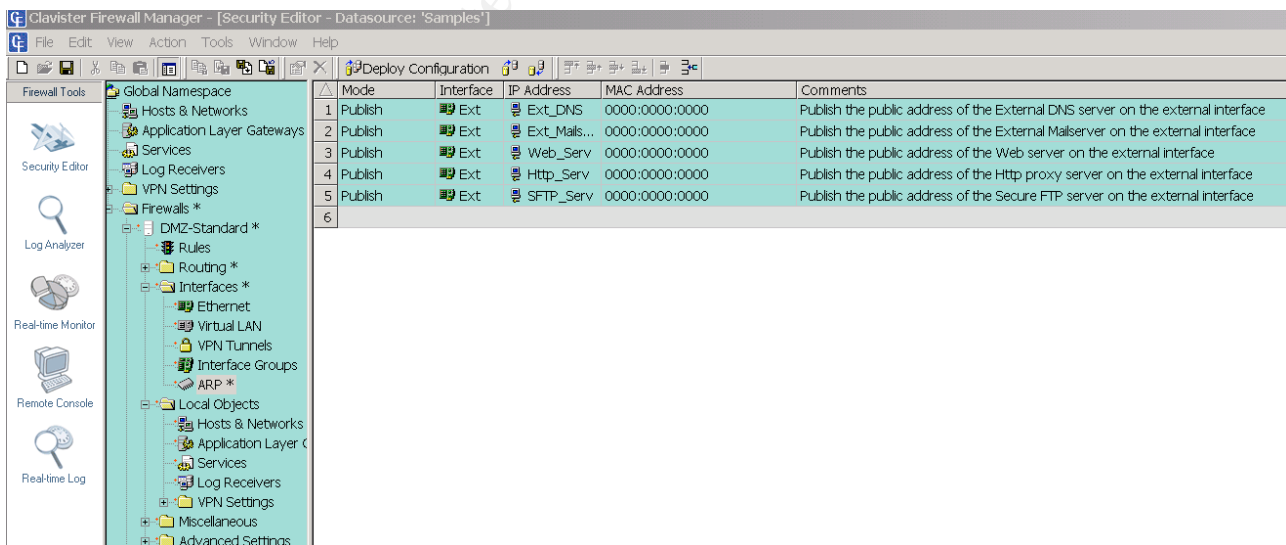 Clavister Firewall Manager - [Security Editor - Datasource: 'Samples']
File Edit View Action Tools Window Help
Deploy Configuration
Firewall Tools
Security Editor
Log Analyzer
Real-time Monitor
Remote Console
Real-time Log
Global Namespace
Hosts & Networks
Application Layer Gateways
Services
Log Receivers
VPN Settings
Firewalls *
DMZ-Standard *
Rules
Routing *
Interfaces *
Ethernet
Virtual LAN
VPN Tunnels
Interface Groups
ARP *
Local Objects
Hosts & Networks
Application Layer
Services
Log Receivers
VPN Settings
Miscellaneous
Advanced Settings
Mode Interface IP Address MAC Address Comments
1 Publish Ext Ext_DNS 0000:0000:0000 Publish the public address of the External DNS server on the external interface
2 Publish Ext Ext_Mails... 0000:0000:0000 Publish the public address of the External Mailserver on the external interface
3 Publish Ext Web_Serv 0000:0000:0000 Publish the public address of the Web server on the external interface
4 Publish Ext Http_Serv 0000:0000:0000 Publish the public address of the Http proxy server on the external interface
5 Publish Ext SFTP_Serv 0000:0000:0000 Publish the public address of the Secure FTP server on the external interface
6